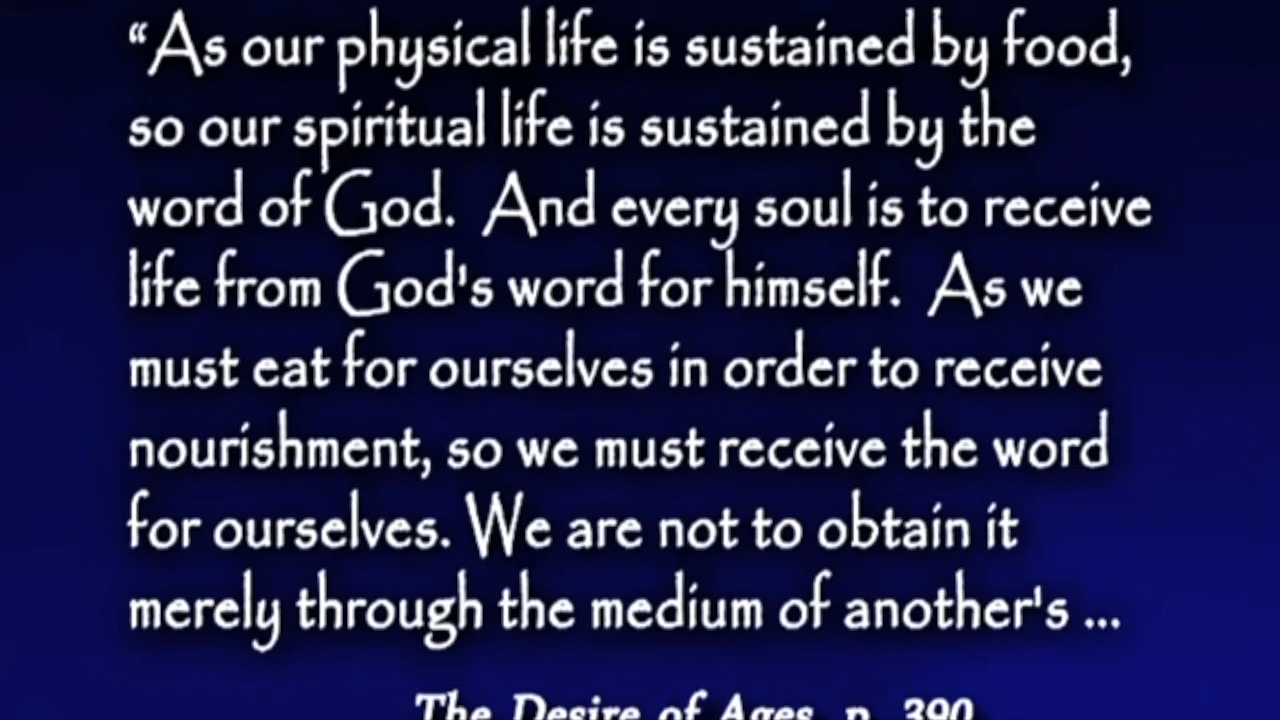 “As our physical life is sustained by food,
so our spiritual life is sustained by the
word of God. And every soul is to receive
life from God's word for himself. As we
must eat for ourselves in order to receive
nourishment, so we must receive the word
for ourselves. We are not to obtain it
merely through the medium of another's ...
The Desire of Ages, p. 390